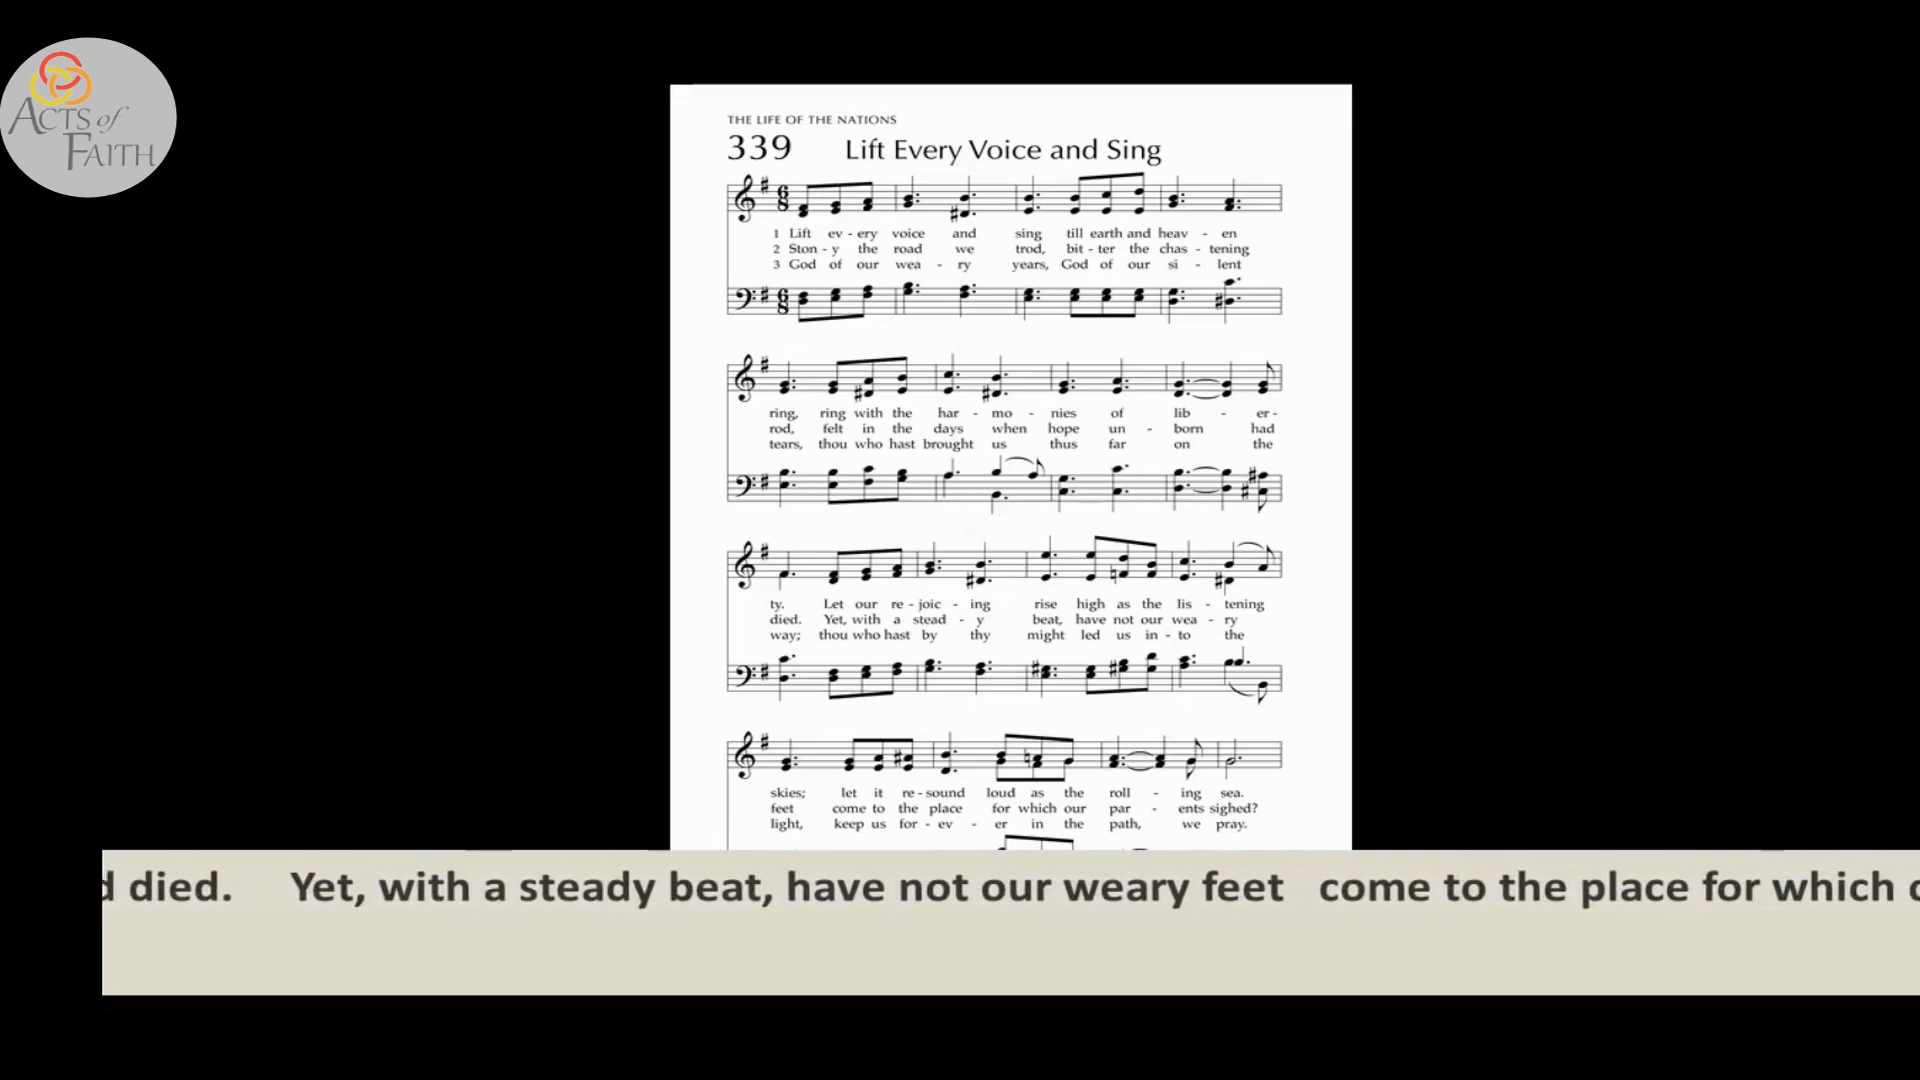 ACTS of
FAITH
THE LIFE OF THE NATIONS
339 Lift Every Voice and Sing
1 Lift ev - ery voice and sing till earth and heav - en
2 Ston - y the road we trod, bit - ter the chas - tening
3 God of our wea - ry years, God of our si - lent
ring, ring with the har - mo - nies of lib - er-
rod, felt in the days when hope un - born had
tears, thou who hast brought us thus far on the
ty. Let our re - joic - ing rise high as the lis - tening
died. Yet, with a stead - y beat, have not our wea - ry
way; thou who hast by thy might led us in - to the
skies; let it re - sound loud as the roll - ing sea.
feet come to the place for which our par - ents sighed?
light, keep us for - ev - er in the path, we pray.
d died. Yet, with a steady beat, have not our weary feet come to the place for which